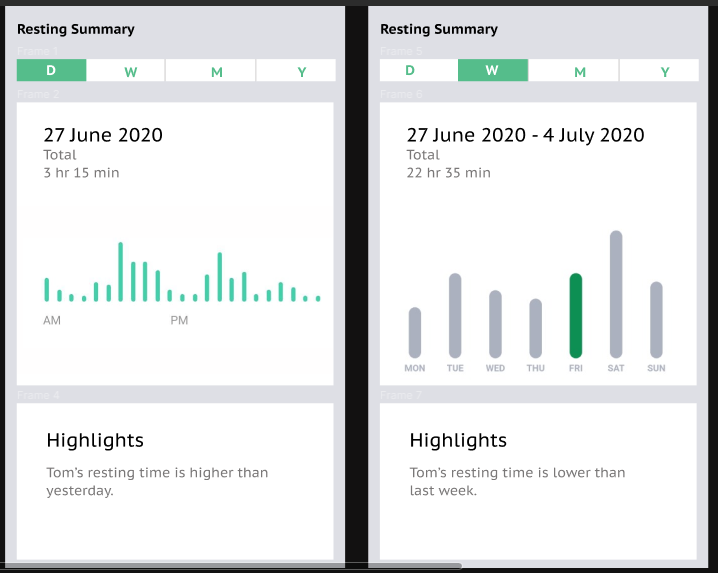 Resting Summary
Frame 1
D W M Y
Frame 2
27 June 2020
Total
3 hr 15 min
AM PM
Frame 4
Highlights
Tom's resting time is higher than
yesterday.
Resting Summary
Frame 5
D W M Y
Frame 6
27 June 2020 - 4 July 2020
Total
22 hr 35 min
MON TUE WED THU FRI SAT SUN
Frame 7
Highlights
Tom's resting time is lower than
last week.